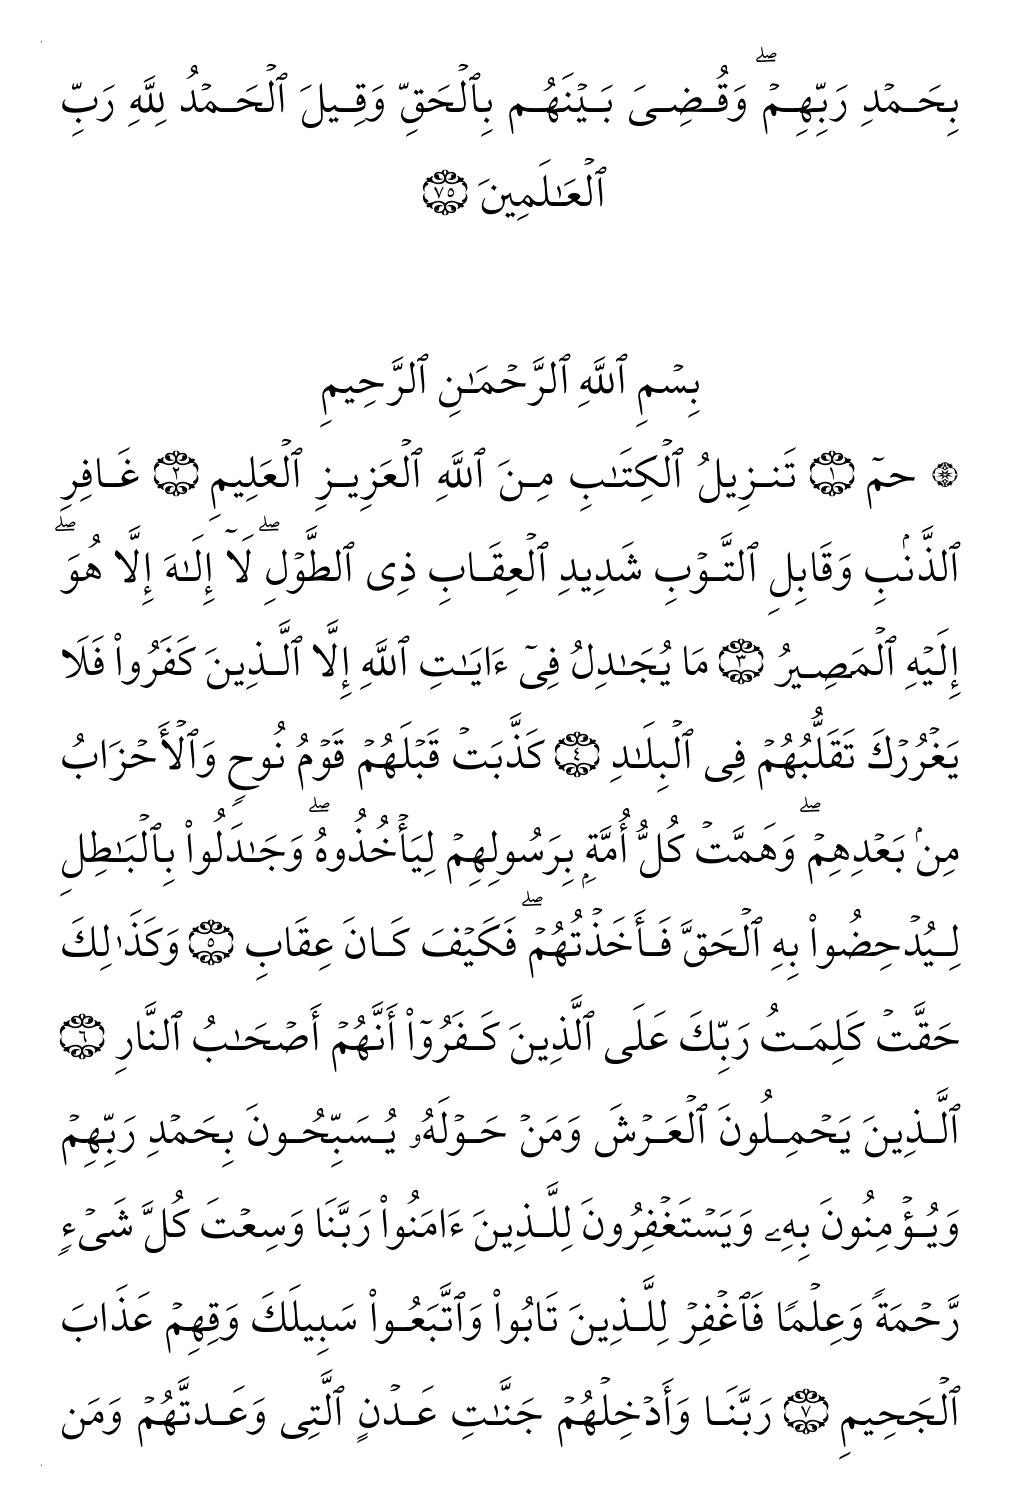 بِحَمْدِ رَبِّهِمْ ۖ وَقُضِىَ بَيْنَهُم بِٱلْحَقِّ وَقِيلَ ٱلْحَمْدُ لِلَّهِ رَبِّ
ٱلْعَـٰلَمِينَ ٧٥
بِسْمِ ٱللَّهِ ٱلرَّحْمَـٰنِ ٱلرَّحِيمِ
۞ حمٓ ١ تَنزِيلُ ٱلْكِتَـٰبِ مِنَ ٱللَّهِ ٱلْعَزِيزِ ٱلْعَلِيمِ ٢ غَافِرِ
ٱلذَّنۢبِ وَقَابِلِ ٱلتَّوْبِ شَدِيدِ ٱلْعِقَابِ ذِى ٱلطَّوْلِ ۖ لَآ إِلَـٰهَ إِلَّا هُوَ ۖ
إِلَيْهِ ٱلْمَصِيرُ ٣ مَا يُجَـٰدِلُ فِىٓ ءَايَـٰتِ ٱللَّهِ إِلَّا ٱلَّذِينَ كَفَرُوا۟ فَلَا
يَغْرُرْكَ تَقَلُّبُهُمْ فِى ٱلْبِلَـٰدِ ٤ كَذَّبَتْ قَبْلَهُمْ قَوْمُ نُوحٍ وَٱلْأَحْزَابُ
مِنۢ بَعْدِهِمْ ۖ وَهَمَّتْ كُلُّ أُمَّةٍۭ بِرَسُولِهِمْ لِيَأْخُذُوهُ ۖ وَجَـٰدَلُوا۟ بِٱلْبَـٰطِلِ
لِيُدْحِضُوا۟ بِهِ ٱلْحَقَّ فَأَخَذْتُهُمْ ۖ فَكَيْفَ كَانَ عِقَابِ ٥ وَكَذَٰلِكَ
حَقَّتْ كَلِمَتُ رَبِّكَ عَلَى ٱلَّذِينَ كَفَرُوٓا۟ أَنَّهُمْ أَصْحَـٰبُ ٱلنَّارِ ٦
ٱلَّذِينَ يَحْمِلُونَ ٱلْعَرْشَ وَمَنْ حَوْلَهُۥ يُسَبِّحُونَ بِحَمْدِ رَبِّهِمْ
وَيُؤْمِنُونَ بِهِۦ وَيَسْتَغْفِرُونَ لِلَّذِينَ ءَامَنُوا۟ رَبَّنَا وَسِعْتَ كُلَّ شَىْءٍ
رَّحْمَةً وَعِلْمًا فَٱغْفِرْ لِلَّذِينَ تَابُوا۟ وَٱتَّبَعُوا۟ سَبِيلَكَ وَقِهِمْ عَذَابَ
ٱلْجَحِيمِ ٧ رَبَّنَا وَأَدْخِلْهُمْ جَنَّـٰتِ عَدْنٍ ٱلَّتِى وَعَدتَّهُمْ وَمَن